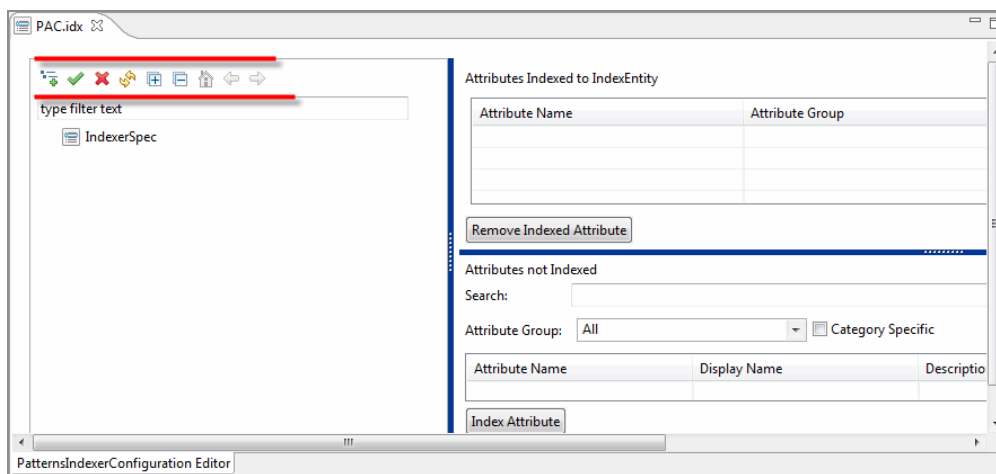 PAC.idx
type filter text
IndexerSpec
Attributes Indexed to IndexEntity
Attribute Name Attribute Group
Remove Indexed Attribute
Attributes not Indexed
Search:
Attribute Group: All Category Specific
Attribute Name Display Name Descriptio
Index Attribute
PatternsIndexerConfiguration Editor